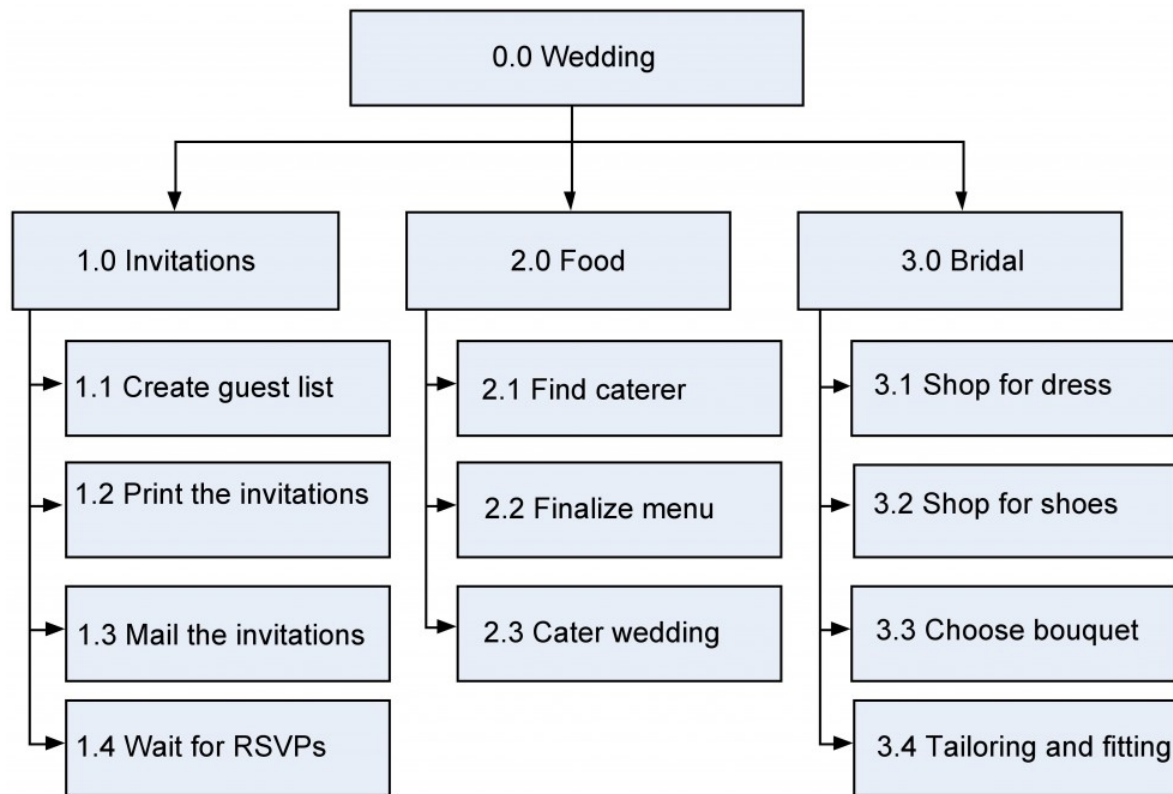 0.0 Wedding
1.0 Invitations
1.1 Create guest list
1.2 Print the invitations
1.3 Mail the invitations
1.4 Wait for RSVPs
2.0 Food
2.1 Find caterer
2.2 Finalize menu
2.3 Cater wedding
3.0 Bridal
3.1 Shop for dress
3.2 Shop for shoes
3.3 Choose bouquet
3.4 Tailoring and fitting